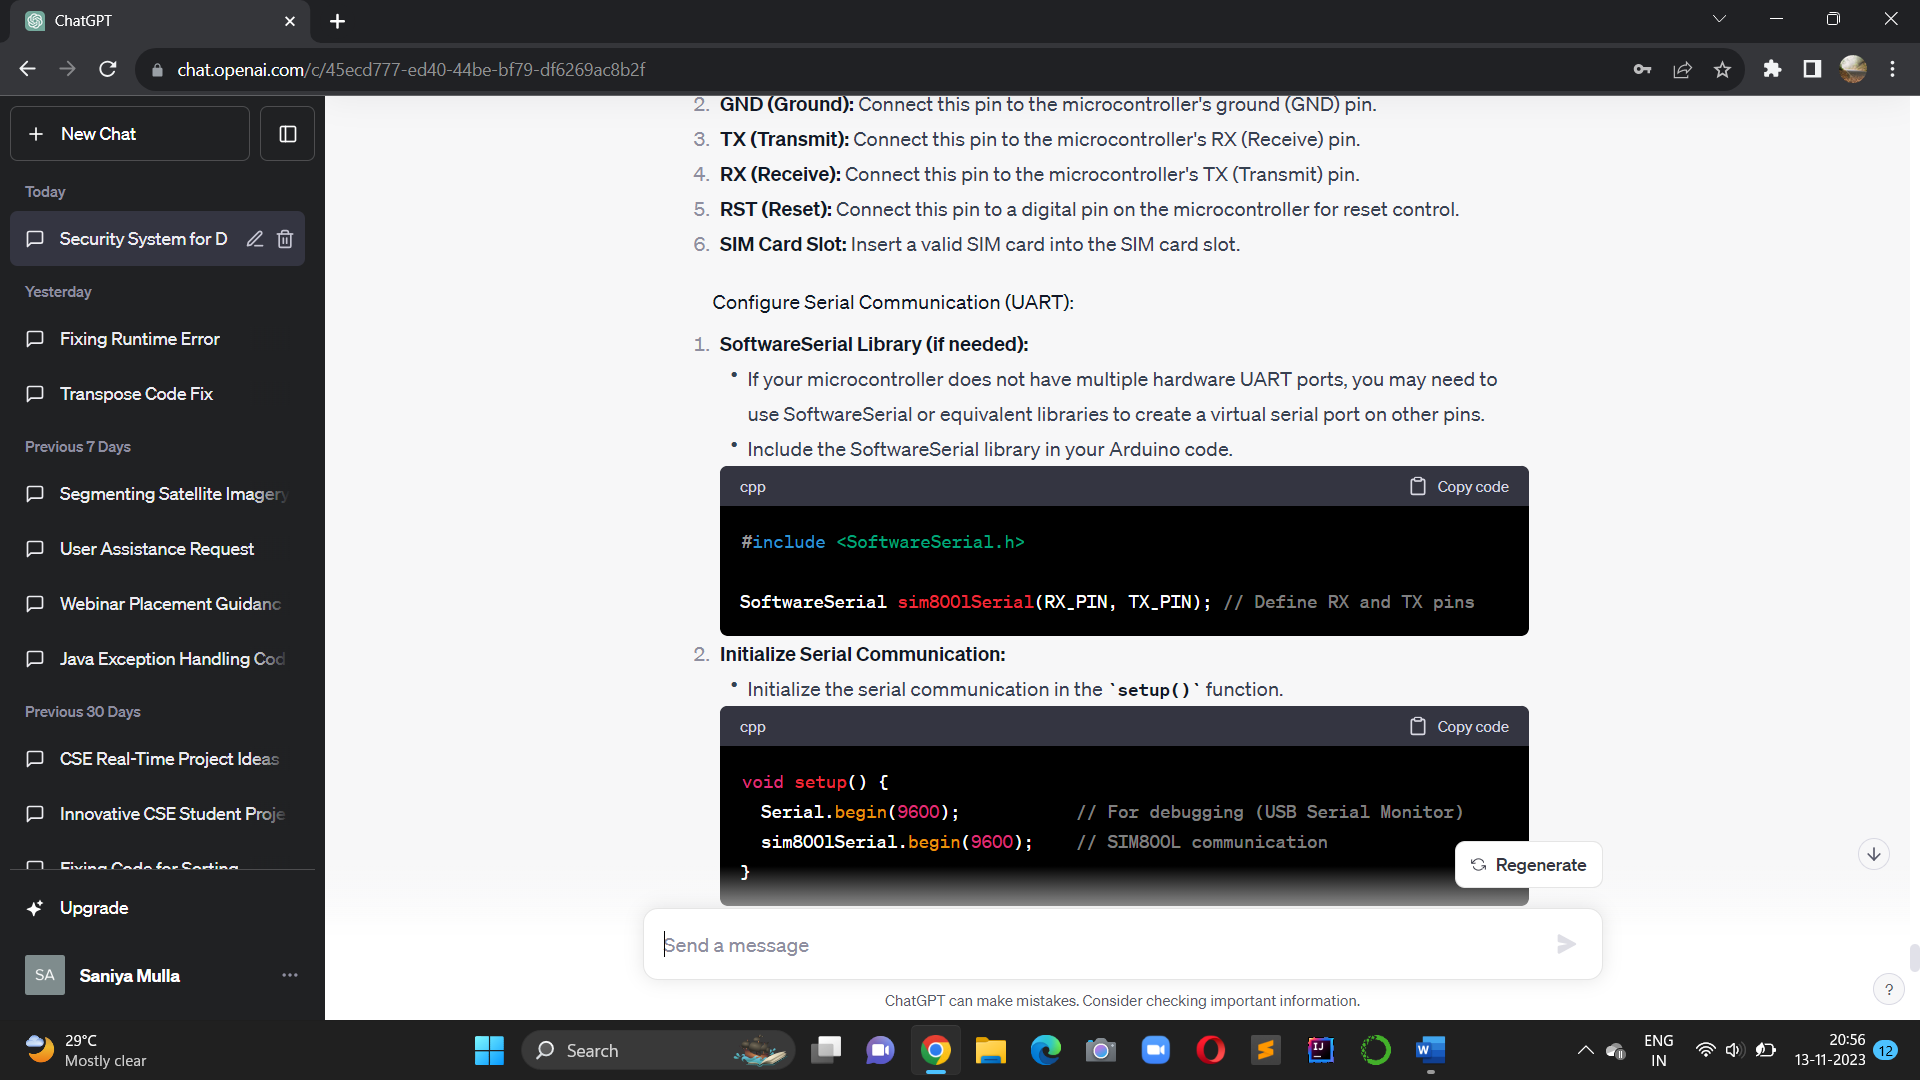 ChatGPT
chat.openai.com/c/45ecd777-ed40-44be-bf79-df6269ac8b2f
New Chat
Today
Security System for D
Yesterday
Fixing Runtime Error
Transpose Code Fix
Previous 7 Days
Segmenting Satellite Imagery
User Assistance Request
Webinar Placement Guidanc
Java Exception Handling Cod
Previous 30 Days
CSE Real-Time Project Ideas
Innovative CSE Student Proje
Fixing Code for Sorting
Upgrade
SA
Saniya Mulla
2. GND (Ground): Connect this pin to the microcontroller's ground (GND) pin.
3. TX (Transmit): Connect this pin to the microcontroller's RX (Receive) pin.
4. RX (Receive): Connect this pin to the microcontroller's TX (Transmit) pin.
5. RST (Reset): Connect this pin to a digital pin on the microcontroller for reset control.
6. SIM Card Slot: Insert a valid SIM card into the SIM card slot.
Configure Serial Communication (UART):
1. SoftwareSerial Library (if needed):
• If your microcontroller does not have multiple hardware UART ports, you may need to
use SoftwareSerial or equivalent libraries to create a virtual serial port on other pins.
• Include the SoftwareSerial library in your Arduino code.
cpp
Copy code
#include <SoftwareSerial.h>
SoftwareSerial sim800lSerial(RX_PIN, TX_PIN); // Define RX and TX pins
2. Initialize Serial Communication:
• Initialize the serial communication in the `setup()` function.
cpp
Copy code
void setup() {
Serial.begin(9600); // For debugging (USB Serial Monitor)
sim800lSerial.begin(9600); // SIM800L communication
}
Regenerate
Send a message
ChatGPT can make mistakes. Consider checking important information.
?
29°C
Mostly clear
Search
ENG
IN
20:56
13-11-2023
12